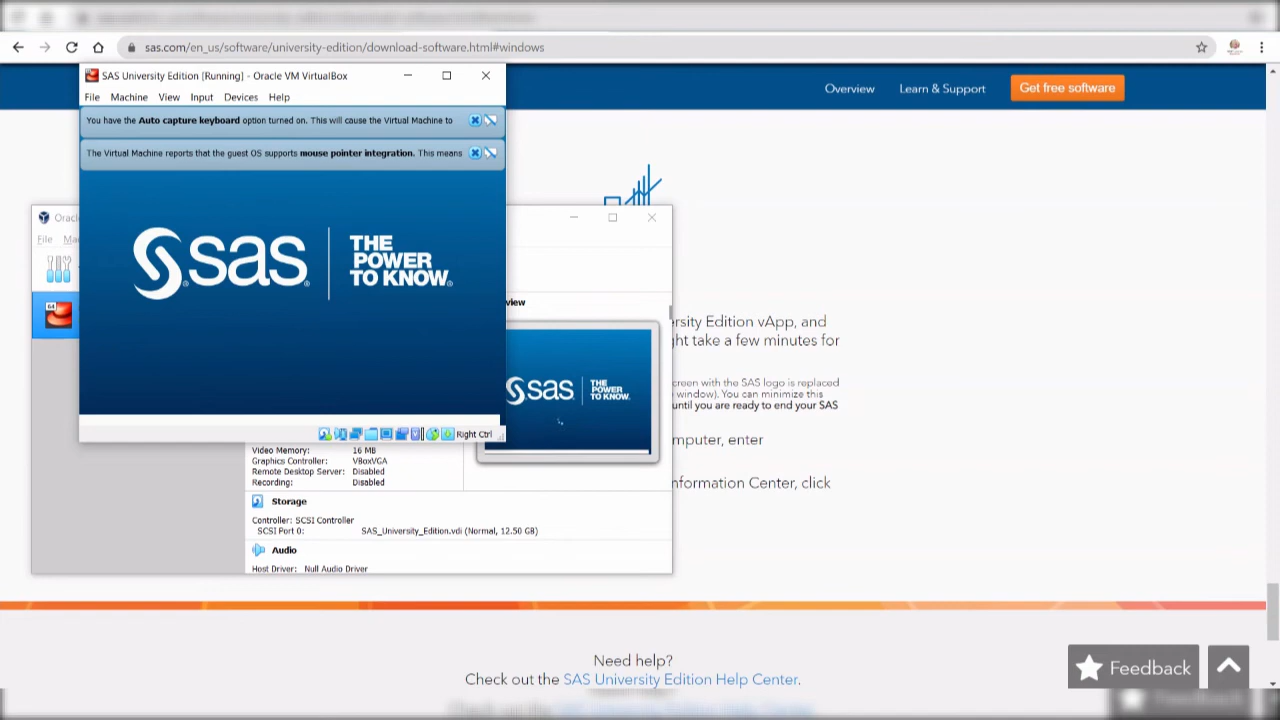 sas.com/en_us/software/university-edition/download-software.html#windows
SAS University Edition [Running] - Oracle VM VirtualBox
File Machine View Input Devices Help
Overview Learn & Support Get free software
You have the Auto capture keyboard option turned on. This will cause the Virtual Machine to
The Virtual Machine reports that the guest OS supports mouse pointer integration. This means
sas
THE
POWER
TO KNOW
Right Ctrl
File
64
sas
THE
POWER
TO KNOW
rsity Edition vApp, and
ght take a few minutes for
creen with the SAS logo is replaced
window). You can minimize this
until you are ready to end your SAS
mputer, enter
nformation Center, click
Video Memory: 16 MB
Graphics Controller: VBoxVGA
Remote Desktop Server: Disabled
Recording: Disabled
Storage
Controller: SCSI Controller
SCSI Port 0: SAS_University_Edition.vdi (Normal, 12.50 GB)
Audio
Host Driver: Null Audio Driver
Need help?
Check out the SAS University Edition Help Center.
Feedback